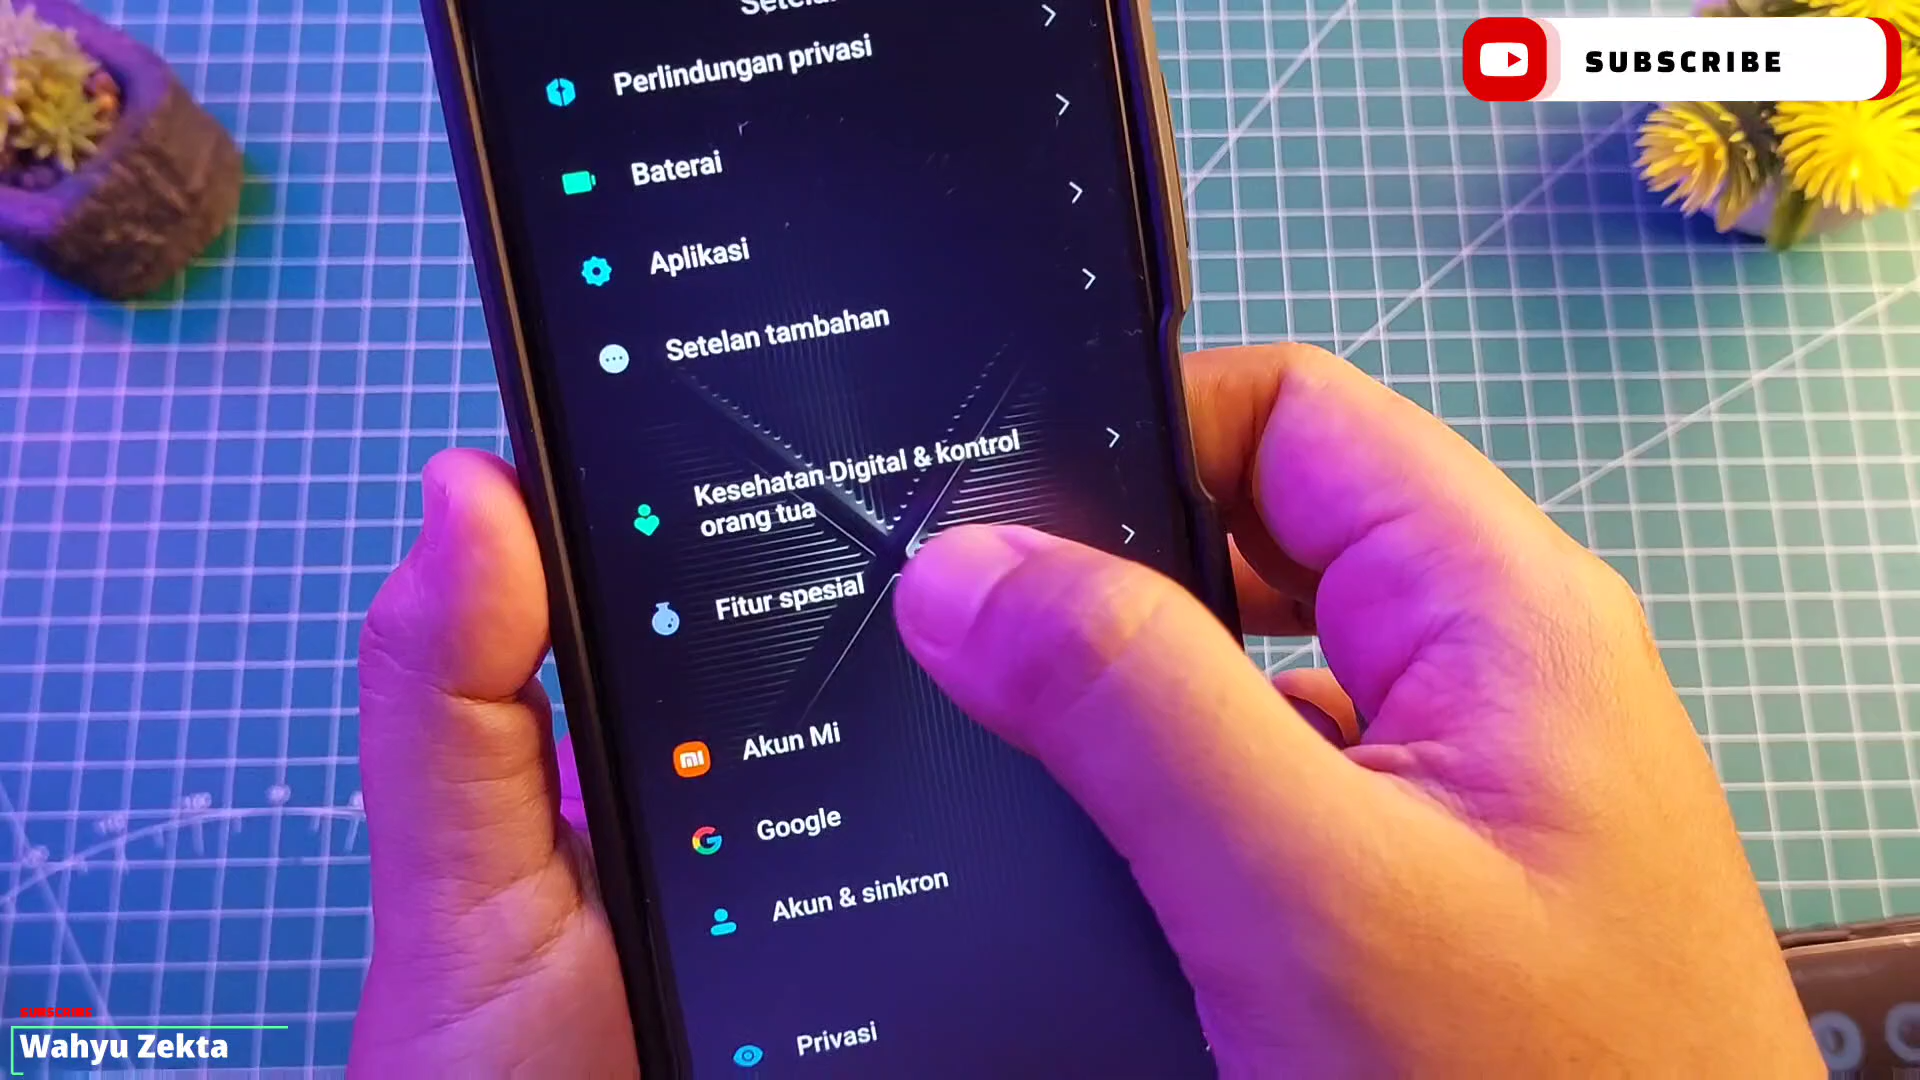 SUBSCRIBE
Perlindungan privasi
Baterai
Aplikasi
Setelan tambahan
Kesehatan Digital & kontrol
orang tua
Fitur spesial
Akun Mi
Google
Akun & sinkron
Privasi
SUBSCRIBE
Wahyu Zekta